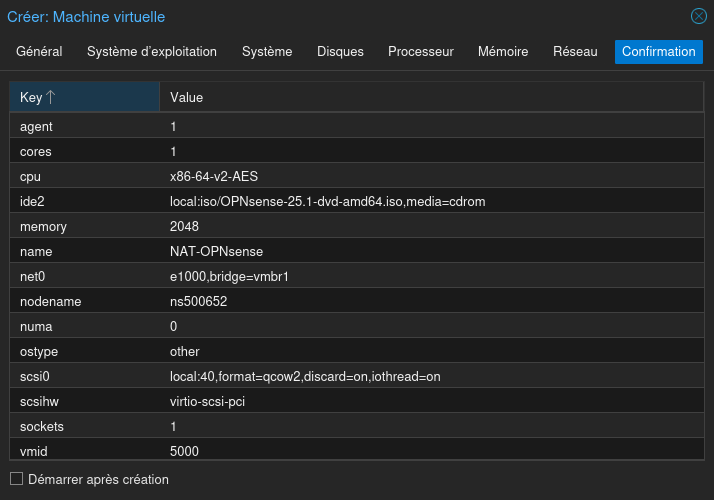 Créer: Machine virtuelle
Général Système d'exploitation Système Disques Processeur Mémoire Réseau Confirmation
Key Value
agent 1
cores 1
cpu x86-64-v2-AES
ide2 local:iso/OPNsense-25.1-dvd-amd64.iso,media=cdrom
memory 2048
name NAT-OPNsense
net0 e1000,bridge=vmbr1
nodename ns500652
numa 0
ostype other
scsi0 local:40,format=qcow2,discard=on,iothread=on
scsihw virtio-scsi-pci
sockets 1
vmid 5000
Démarrer après création